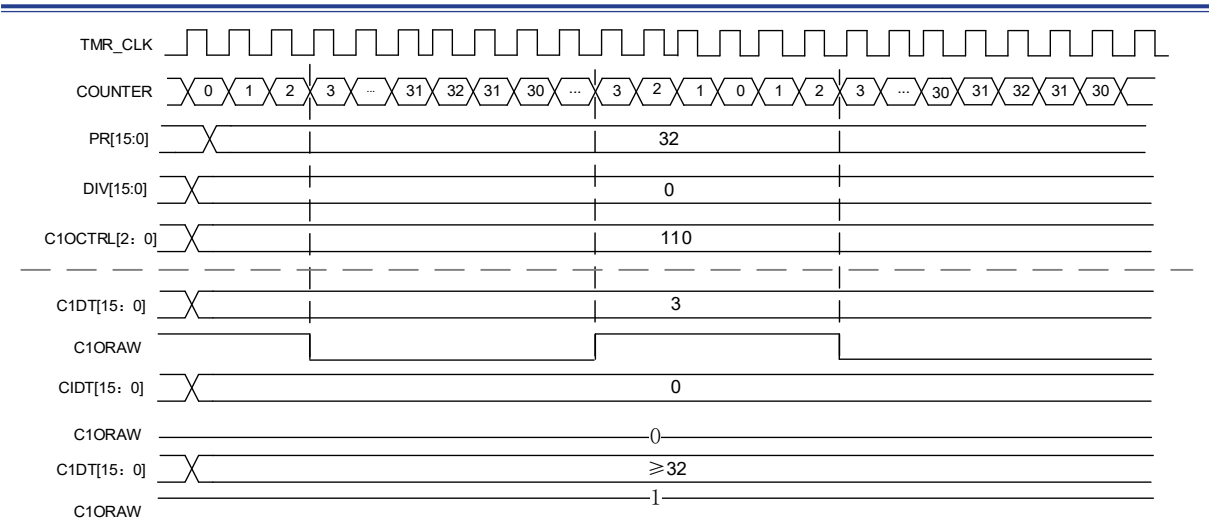 TMR_CLK
COUNTER 0 1 2 3 ... 31 32 31 30 ... 3 2 1 0 1 2 3 ... 30 31 32 31 30
PR[15:0] 32
DIV[15:0] 0
C1OCTRL[2：0] 110
C1DT[15：0] 3
C1ORAW
CIDT[15：0] 0
C1ORAW 0
C1DT[15：0] ≥32
C1ORAW 1